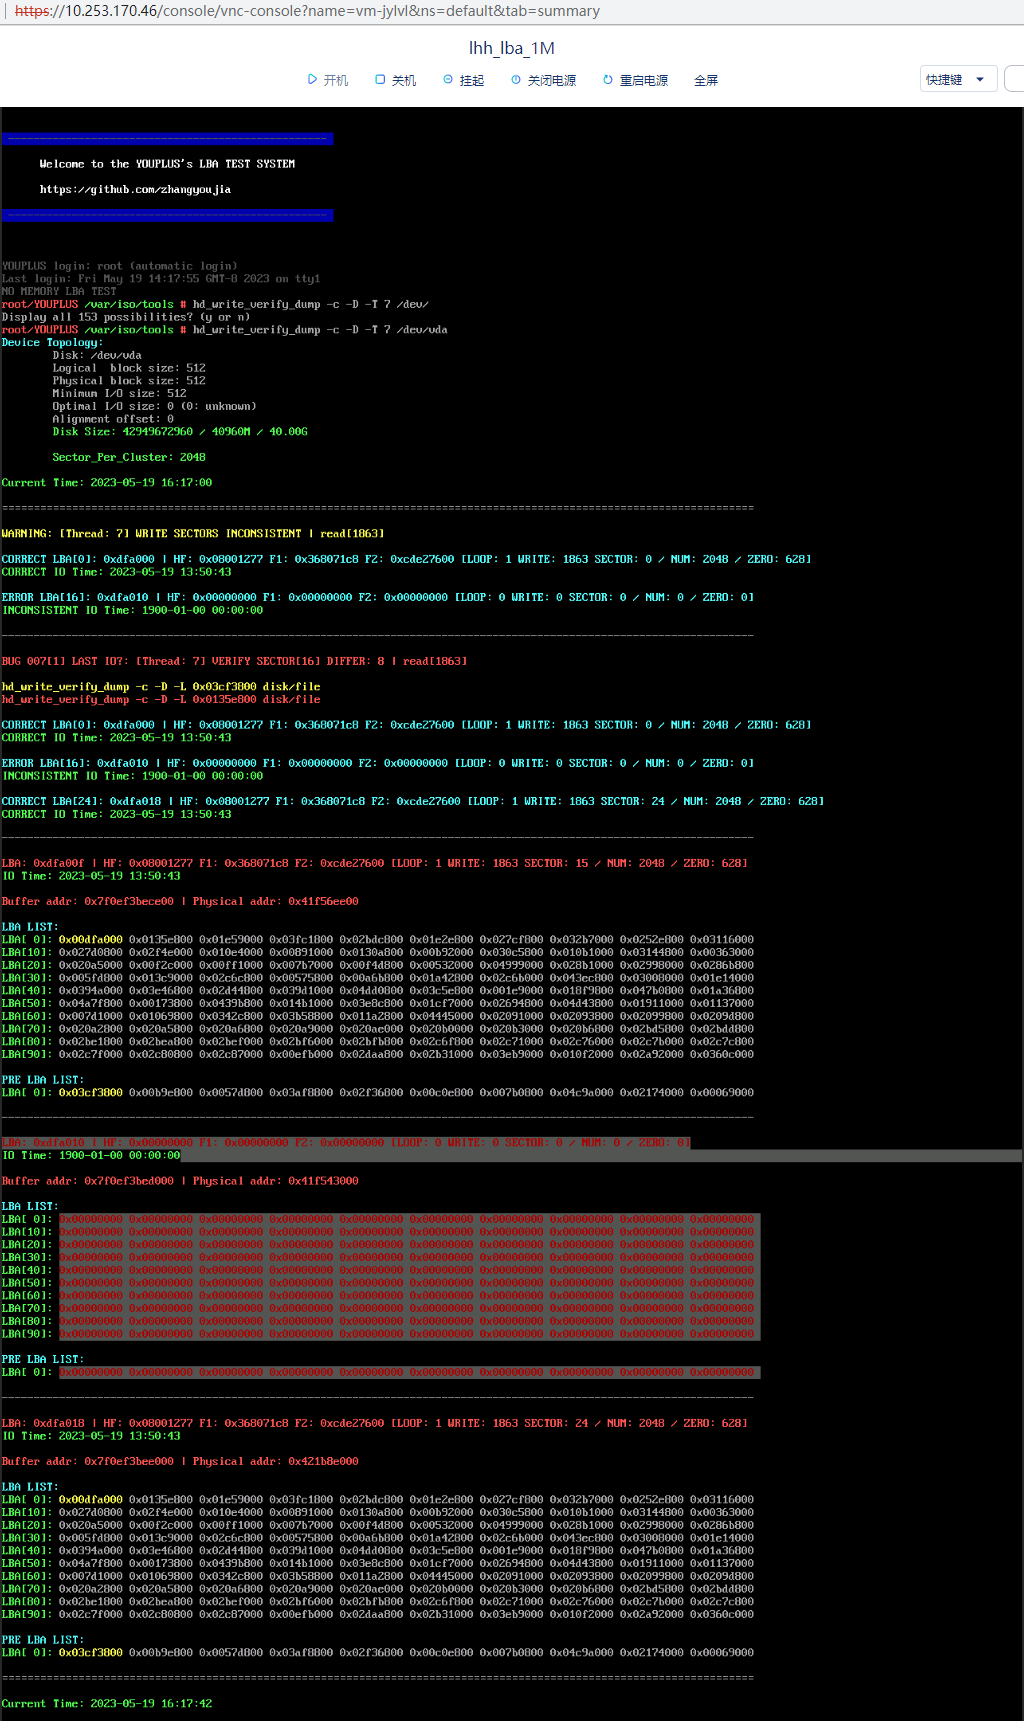 https://10.253.170.46/console/vnc-console?name=vm-jylvl&ns=default&tab=summary
lhh_lba_1M
开机 关机 挂起 关闭电源 重启电源 全屏 快捷键
Welcome to the YOUPLUS's LBA TEST SYSTEM
https://github.com/zhangyoujia
YOUPLUS login: root (automatic login)
Last login: Fri May 19 14:17:55 GMT-8 2023 on tty1
NO MEMORY LBA TEST
root/YOUPLUS /var/iso/tools # hd_write_verify_dump -c -D -T 7 /dev/
Display all 153 possibilities? (y or n)
root/YOUPLUS /var/iso/tools # hd_write_verify_dump -c -D -T 7 /dev/vda
Device Topology:
Disk: /dev/vda
Logical  block size: 512
Physical block size: 512
Minimum I/O size: 512
Optimal I/O size: 0 (0: unknown)
Alignment offset: 0
Disk Size: 42949672960 / 40960M / 40.00G
Sector_Per_Cluster: 2048
Current Time: 2023-05-19 16:17:00
WARNING: [Thread: 7] WRITE SECTORS INCONSISTENT | read[1863]
CORRECT LBA[0]: 0xdfa000 | HF: 0x08001277 F1: 0x368071c8 F2: 0xcde27600 [LOOP: 1 WRITE: 1863 SECTOR: 0 / NUM: 2048 / ZERO: 628]
CORRECT IO Time: 2023-05-19 13:50:43
ERROR LBA[16]: 0xdfa010 | HF: 0x00000000 F1: 0x00000000 F2: 0x00000000 [LOOP: 0 WRITE: 0 SECTOR: 0 / NUM: 0 / ZERO: 0]
INCONSISTENT IO Time: 1900-01-00 00:00:00
BUG 007[1] LAST IO?: [Thread: 7] VERIFY SECTOR[16] DIFFER: 8 | read[1863]
hd_write_verify_dump -c -D -L 0x03cf3800 disk/file
hd_write_verify_dump -c -D -L 0x0135e800 disk/file
CORRECT LBA[0]: 0xdfa000 | HF: 0x08001277 F1: 0x368071c8 F2: 0xcde27600 [LOOP: 1 WRITE: 1863 SECTOR: 0 / NUM: 2048 / ZERO: 628]
CORRECT IO Time: 2023-05-19 13:50:43
ERROR LBA[16]: 0xdfa010 | HF: 0x00000000 F1: 0x00000000 F2: 0x00000000 [LOOP: 0 WRITE: 0 SECTOR: 0 / NUM: 0 / ZERO: 0]
INCONSISTENT IO Time: 1900-01-00 00:00:00
CORRECT LBA[24]: 0xdfa018 | HF: 0x08001277 F1: 0x368071c8 F2: 0xcde27600 [LOOP: 1 WRITE: 1863 SECTOR: 24 / NUM: 2048 / ZERO: 628]
CORRECT IO Time: 2023-05-19 13:50:43
LBA: 0xdfa00f | HF: 0x08001277 F1: 0x368071c8 F2: 0xcde27600 [LOOP: 1 WRITE: 1863 SECTOR: 15 / NUM: 2048 / ZERO: 628]
IO Time: 2023-05-19 13:50:43
Buffer addr: 0x7f0ef3bece00 | Physical addr: 0x41f56ee00
LBA LIST:
LBA[ 0]: 0x00dfa000 0x0135e800 0x01e59000 0x03fc1800 0x02bdc800 0x01e2e800 0x027cf800 0x032b7000 0x0252e800 0x03116000
LBA[10]: 0x027d0800 0x02f4e000 0x010e4000 0x00891000 0x0130a800 0x00b92000 0x030c5800 0x010b1000 0x03144800 0x00363000
LBA[20]: 0x020a5000 0x00f2c000 0x00ff1000 0x007b7000 0x00f4d800 0x00532000 0x04999000 0x028b1000 0x02998000 0x0286b800
LBA[30]: 0x005fd800 0x013c9000 0x02c6c800 0x00575800 0x00a6b800 0x01a42800 0x02c6b000 0x043ec800 0x03008000 0x01e14000
LBA[40]: 0x0394a000 0x03e46800 0x02d44800 0x039d1000 0x04dd0800 0x03c5e800 0x001e9000 0x018f9800 0x047b0800 0x01a36800
LBA[50]: 0x04a7f800 0x00173800 0x0439b800 0x014b1000 0x03e8c800 0x01cf7000 0x02694800 0x04d43800 0x01911000 0x01137000
LBA[60]: 0x007d1000 0x01069800 0x0342c800 0x03b58800 0x011a2800 0x04445000 0x02091000 0x02093800 0x02099800 0x0209d800
LBA[70]: 0x020a2800 0x020a5800 0x020a6800 0x020a9000 0x020ae000 0x020b0000 0x020b3000 0x020b6800 0x02bd5800 0x02bdd800
LBA[80]: 0x02be1800 0x02bea800 0x02bef000 0x02bf6000 0x02bfb800 0x02c6f800 0x02c71000 0x02c76000 0x02c7b000 0x02c7c800
LBA[90]: 0x02c7f000 0x02c80800 0x02c87000 0x00efb000 0x02daa800 0x02b31000 0x03eb9000 0x010f2000 0x02a92000 0x0360c000
PRE LBA LIST:
LBA[ 0]: 0x03cf3800 0x00b9e800 0x0057d800 0x03af8800 0x02f36800 0x00c0e800 0x007b0800 0x04c9a000 0x02174000 0x00069000
LBA: 0xdfa010 | HF: 0x00000000 F1: 0x00000000 F2: 0x00000000 [LOOP: 0 WRITE: 0 SECTOR: 0 / NUM: 0 / ZERO: 0]
IO Time: 1900-01-00 00:00:00
Buffer addr: 0x7f0ef3bed000 | Physical addr: 0x41f543000
LBA LIST:
LBA[ 0]: 0x00000000 0x00000000 0x00000000 0x00000000 0x00000000 0x00000000 0x00000000 0x00000000 0x00000000 0x00000000
LBA[10]: 0x00000000 0x00000000 0x00000000 0x00000000 0x00000000 0x00000000 0x00000000 0x00000000 0x00000000 0x00000000
LBA[20]: 0x00000000 0x00000000 0x00000000 0x00000000 0x00000000 0x00000000 0x00000000 0x00000000 0x00000000 0x00000000
LBA[30]: 0x00000000 0x00000000 0x00000000 0x00000000 0x00000000 0x00000000 0x00000000 0x00000000 0x00000000 0x00000000
LBA[40]: 0x00000000 0x00000000 0x00000000 0x00000000 0x00000000 0x00000000 0x00000000 0x00000000 0x00000000 0x00000000
LBA[50]: 0x00000000 0x00000000 0x00000000 0x00000000 0x00000000 0x00000000 0x00000000 0x00000000 0x00000000 0x00000000
LBA[60]: 0x00000000 0x00000000 0x00000000 0x00000000 0x00000000 0x00000000 0x00000000 0x00000000 0x00000000 0x00000000
LBA[70]: 0x00000000 0x00000000 0x00000000 0x00000000 0x00000000 0x00000000 0x00000000 0x00000000 0x00000000 0x00000000
LBA[80]: 0x00000000 0x00000000 0x00000000 0x00000000 0x00000000 0x00000000 0x00000000 0x00000000 0x00000000 0x00000000
LBA[90]: 0x00000000 0x00000000 0x00000000 0x00000000 0x00000000 0x00000000 0x00000000 0x00000000 0x00000000 0x00000000
PRE LBA LIST:
LBA[ 0]: 0x00000000 0x00000000 0x00000000 0x00000000 0x00000000 0x00000000 0x00000000 0x00000000 0x00000000 0x00000000
LBA: 0xdfa018 | HF: 0x08001277 F1: 0x368071c8 F2: 0xcde27600 [LOOP: 1 WRITE: 1863 SECTOR: 24 / NUM: 2048 / ZERO: 628]
IO Time: 2023-05-19 13:50:43
Buffer addr: 0x7f0ef3bee000 | Physical addr: 0x421b8e000
LBA LIST:
LBA[ 0]: 0x00dfa000 0x0135e800 0x01e59000 0x03fc1800 0x02bdc800 0x01e2e800 0x027cf800 0x032b7000 0x0252e800 0x03116000
LBA[10]: 0x027d0800 0x02f4e000 0x010e4000 0x00891000 0x0130a800 0x00b92000 0x030c5800 0x010b1000 0x03144800 0x00363000
LBA[20]: 0x020a5000 0x00f2c000 0x00ff1000 0x007b7000 0x00f4d800 0x00532000 0x04999000 0x028b1000 0x02998000 0x0286b800
LBA[30]: 0x005fd800 0x013c9000 0x02c6c800 0x00575800 0x00a6b800 0x01a42800 0x02c6b000 0x043ec800 0x03008000 0x01e14000
LBA[40]: 0x0394a000 0x03e46800 0x02d44800 0x039d1000 0x04dd0800 0x03c5e800 0x001e9000 0x018f9800 0x047b0800 0x01a36800
LBA[50]: 0x04a7f800 0x00173800 0x0439b800 0x014b1000 0x03e8c800 0x01cf7000 0x02694800 0x04d43800 0x01911000 0x01137000
LBA[60]: 0x007d1000 0x01069800 0x0342c800 0x03b58800 0x011a2800 0x04445000 0x02091000 0x02093800 0x02099800 0x0209d800
LBA[70]: 0x020a2800 0x020a5800 0x020a6800 0x020a9000 0x020ae000 0x020b0000 0x020b3000 0x020b6800 0x02bd5800 0x02bdd800
LBA[80]: 0x02be1800 0x02bea800 0x02bef000 0x02bf6000 0x02bfb800 0x02c6f800 0x02c71000 0x02c76000 0x02c7b000 0x02c7c800
LBA[90]: 0x02c7f000 0x02c80800 0x02c87000 0x00efb000 0x02daa800 0x02b31000 0x03eb9000 0x010f2000 0x02a92000 0x0360c000
PRE LBA LIST:
LBA[ 0]: 0x03cf3800 0x00b9e800 0x0057d800 0x03af8800 0x02f36800 0x00c0e800 0x007b0800 0x04c9a000 0x02174000 0x00069000
Current Time: 2023-05-19 16:17:42